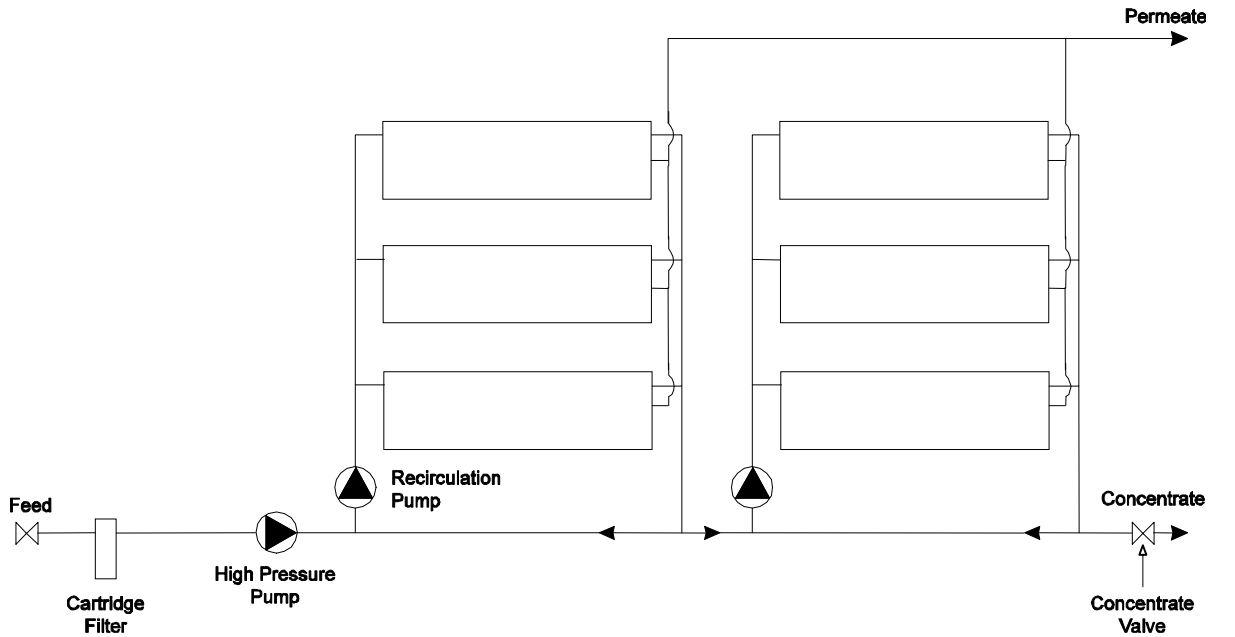 Permeate
Recirculation
Pump
Feed
Concentrate
High Pressure
Pump
Cartridge
Filter
Concentrate
Valve